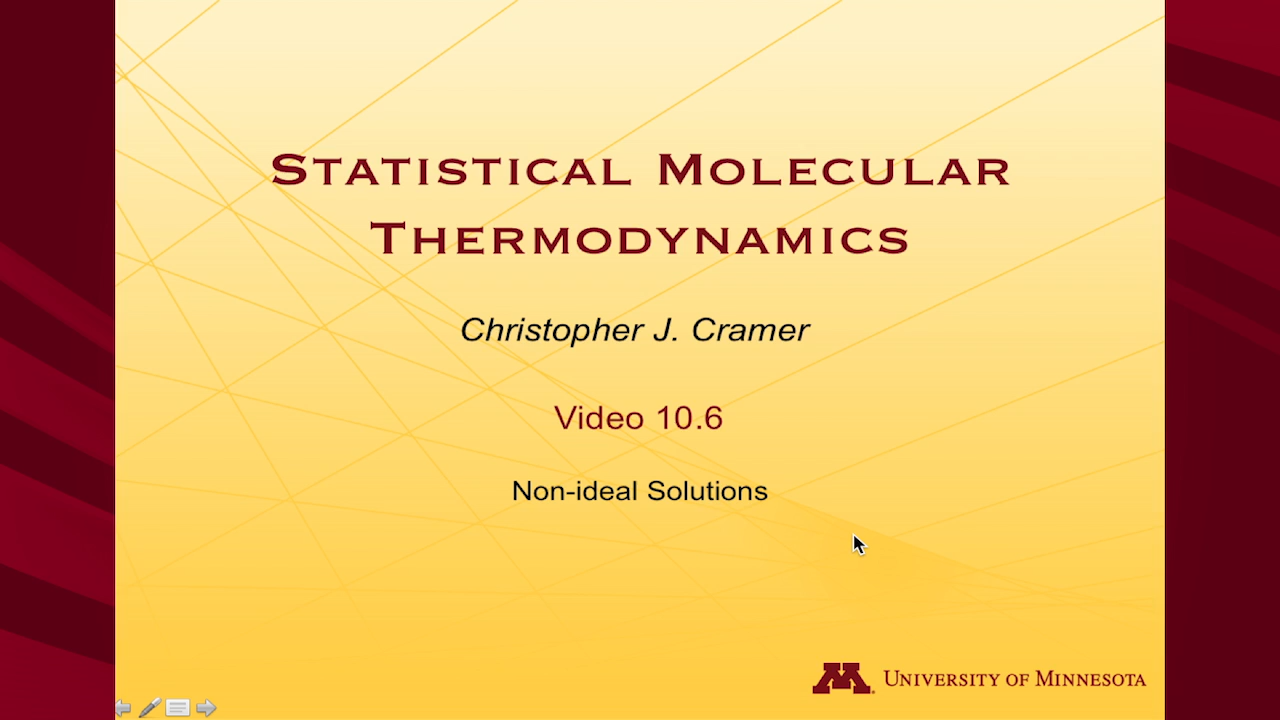 Statistical Molecular
Thermodynamics
Christopher J. Cramer
Video 10.6
Non-ideal Solutions
M. University of Minnesota